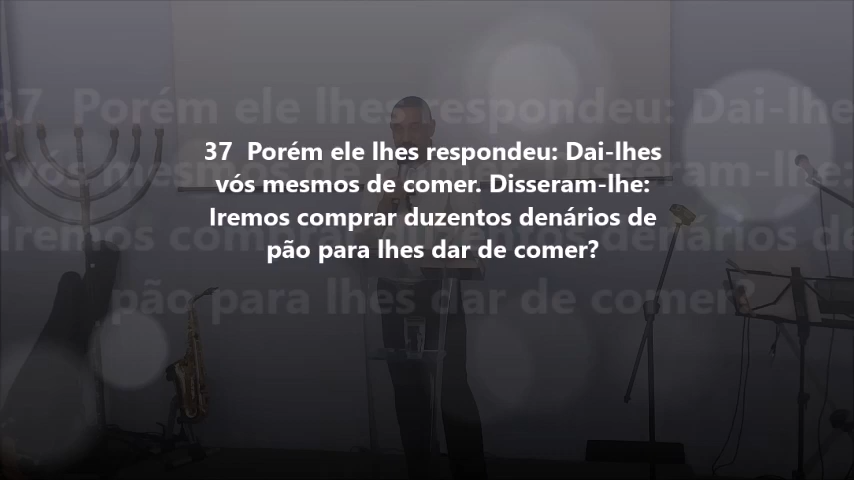 37 Porém ele lhes respondeu: Dai-lhes
vós mesmos de comer. Disseram-lhe:
Iremos comprar duzentos denários de
pão para lhes dar de comer?